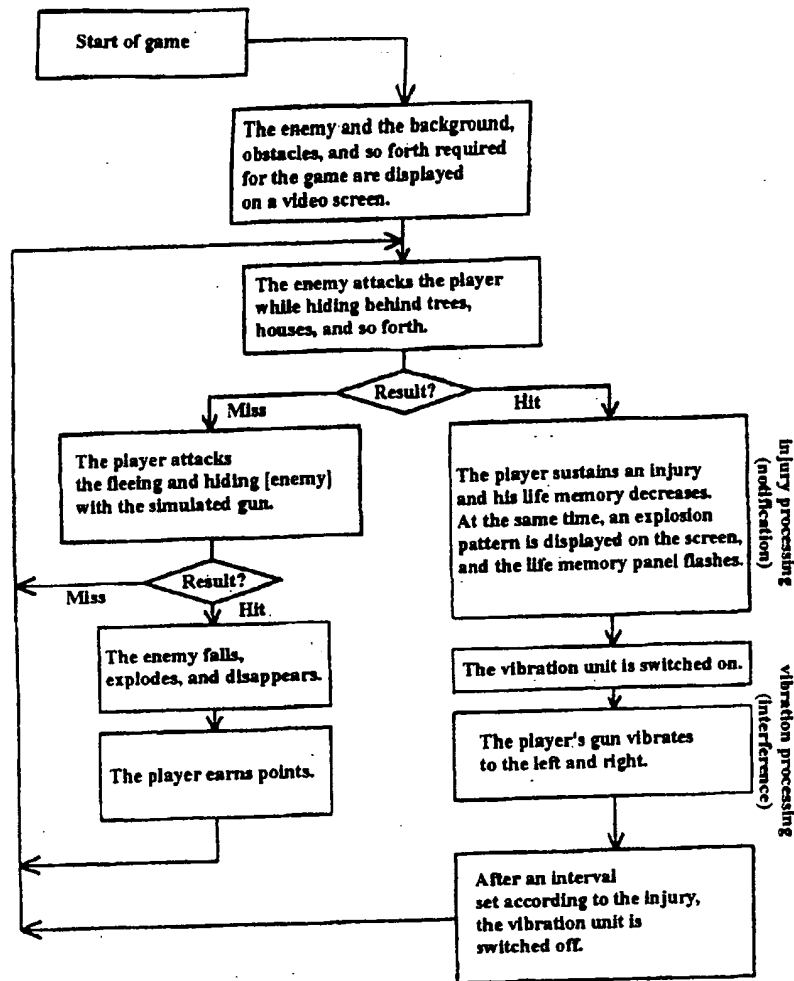 Start of game
The enemy and the background,
obstacles, and so forth required
for the game are displayed
on a video screen.
The enemy attacks the player
while hiding behind trees,
houses, and so forth.
Result?
Miss
Hit
The player attacks
the fleeing and hiding [enemy]
with the simulated gun.
Result?
Miss
Hit
The enemy falls,
explodes, and disappears.
The player earns points.
The player sustains an injury
and his life memory decreases.
At the same time, an explosion
pattern is displayed on the screen,
and the life memory panel flashes.
injury processing
(notification)
The vibration unit is switched on.
The player's gun vibrates
to the left and right.
vibration processing
(interference)
After an interval
set according to the injury,
the vibration unit is
switched off.